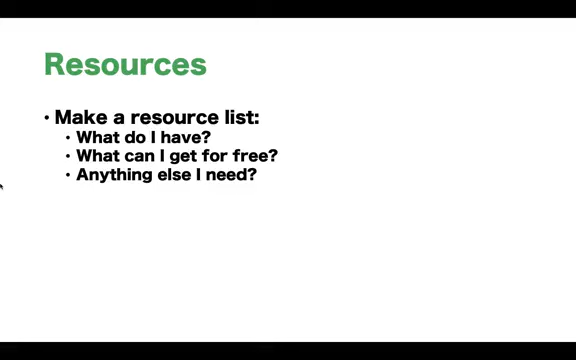 Resources
• Make a resource list:
• What do I have?
• What can I get for free?
• Anything else I need?